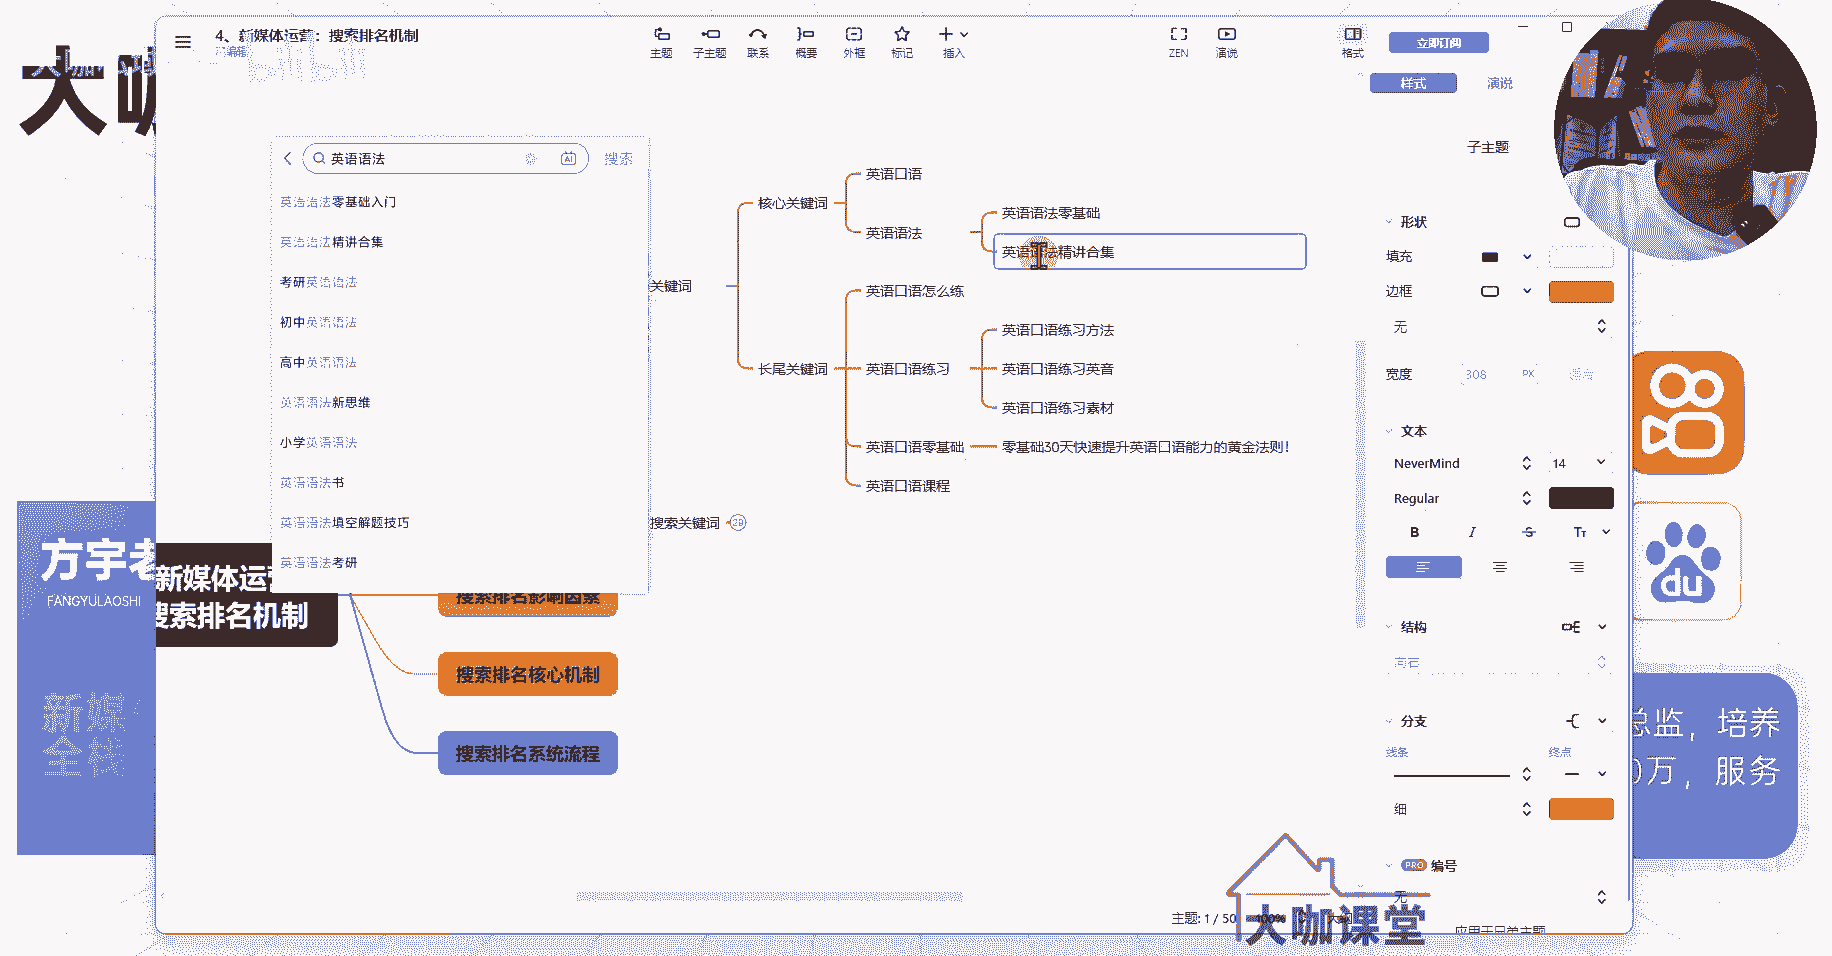 4、新媒体运营：搜索排名机制
已编辑
主题
子主题
联系
概要
外框
标记
插入
ZEN
演说
格式
立即订阅
样式
演说
大咖
bilibili
英语语法
AI
搜索
英语语法零基础入门
英语语法精讲合集
考研英语语法
初中英语语法
高中英语语法
英语语法新思维
小学英语语法
英语语法书
英语语法填空解题技巧
英语语法考研
关键词
核心关键词
英语口语
英语语法
英语语法零基础
英语语法精讲合集
长尾关键词
英语口语怎么练
英语口语练习
英语口语练习方法
英语口语练习英音
英语口语练习素材
英语口语零基础
零基础30天快速提升英语口语能力的黄金法则！
英语口语课程
搜索关键词
29
新媒体运
搜索排名机制
搜索排名影响因素
搜索排名核心机制
搜索排名系统流程
方宇老
FANGYULAOSHI
新媒
全栈
子主题
形状
填充
边框
无
宽度
308
PX
文本
NeverMind
14
Regular
B
I
S
Tт
结构
向右
分支
线条
终点
细
PRO 编号
无
主题: 1 / 50
100%
大纲
大咖课堂
du
总监，培养
0万，服务